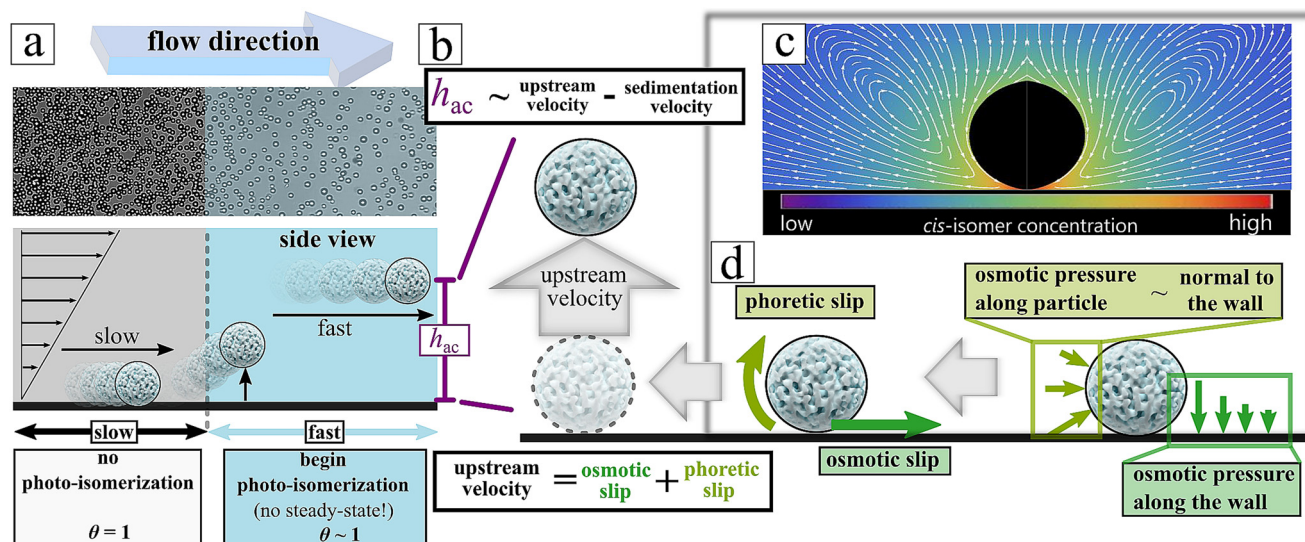 a
flow direction
side view
slow
fast
h_ac
slow
fast
no
photo-isomerization
θ = 1
begin
photo-isomerization
(no steady-state!)
θ ~ 1
b
h_ac ~ upstream velocity - sedimentation velocity
upstream
velocity
upstream velocity = osmotic slip + phoretic slip
c
low
cis-isomer concentration
high
d
phoretic slip
osmotic slip
osmotic pressure
along particle
~
normal to
the wall
osmotic pressure
along the wall